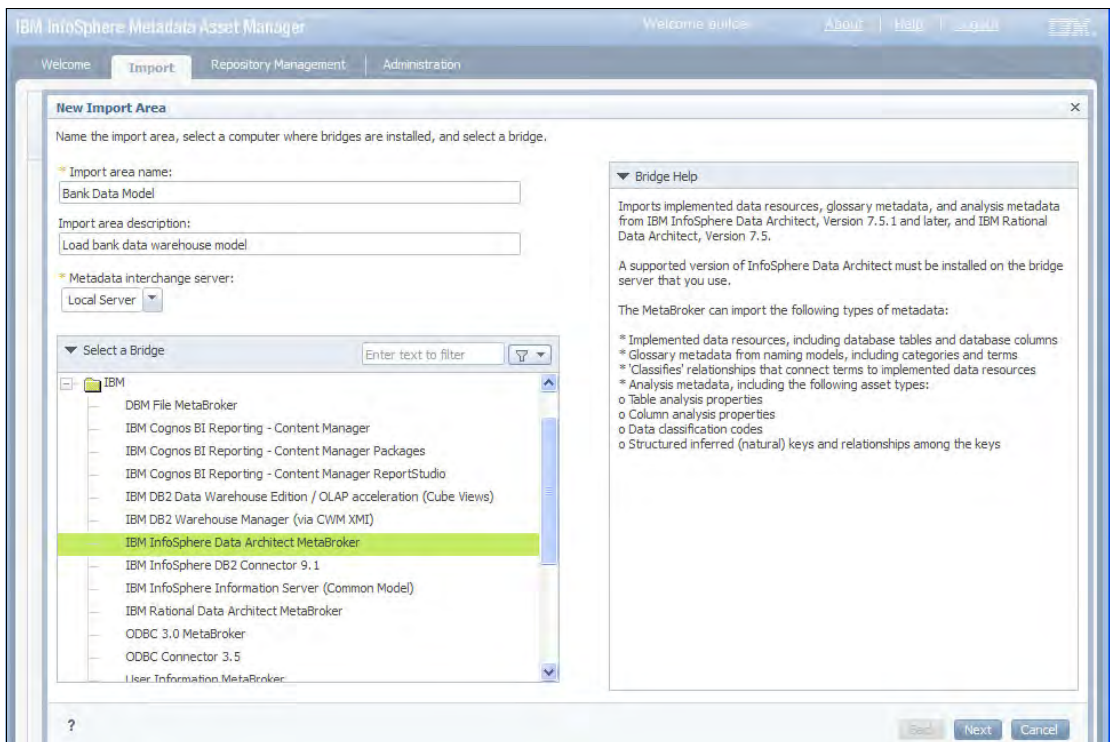 IBM InfoSphere Metadata Asset Manager
Welcome
About | Help | Logout
IBM
Welcome
Import
Repository Management
Administration
New Import Area
×
Name the import area, select a computer where bridges are installed, and select a bridge.
* Import area name:
Bank Data Model
Import area description:
Load bank data warehouse model
* Metadata interchange server:
Local Server
Select a Bridge
Enter text to filter
IBM
DBM File MetaBroker
IBM Cognos BI Reporting - Content Manager
IBM Cognos BI Reporting - Content Manager Packages
IBM Cognos BI Reporting - Content Manager ReportStudio
IBM DB2 Data Warehouse Edition / OLAP acceleration (Cube Views)
IBM DB2 Warehouse Manager (via CWM XMI)
IBM InfoSphere Data Architect MetaBroker
IBM InfoSphere DB2 Connector 9.1
IBM InfoSphere Information Server (Common Model)
IBM Rational Data Architect MetaBroker
ODBC 3.0 MetaBroker
ODBC Connector 3.5
User Information MetaBroker
Bridge Help
Imports implemented data resources, glossary metadata, and analysis metadata
from IBM InfoSphere Data Architect, Version 7.5.1 and later, and IBM Rational
Data Architect, Version 7.5.
A supported version of InfoSphere Data Architect must be installed on the bridge
server that you use.
The MetaBroker can import the following types of metadata:
* Implemented data resources, including database tables and database columns
* Glossary metadata from naming models, including categories and terms
* 'Classifies' relationships that connect terms to implemented data resources
* Analysis metadata, including the following asset types:
o Table analysis properties
o Column analysis properties
o Data classification codes
o Structured inferred (natural) keys and relationships among the keys
?
Back
Next
Cancel